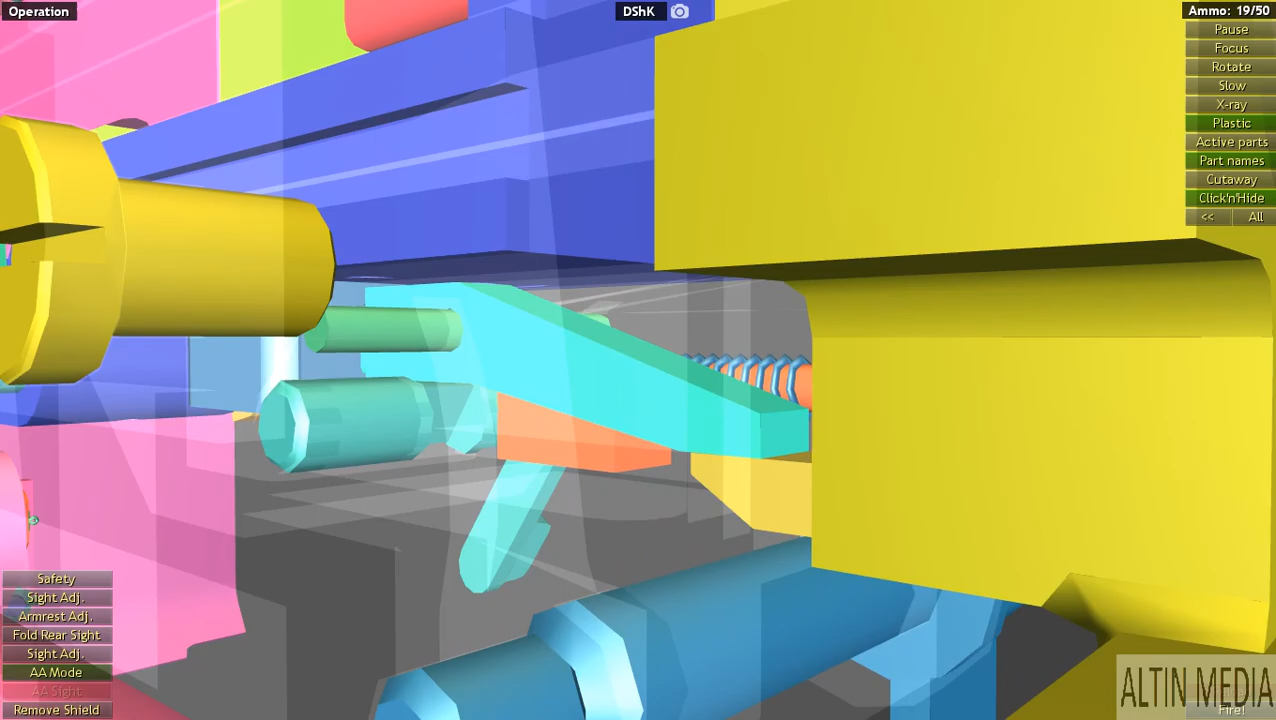 Operation
DShK
Ammo: 19/50
Pause
Focus
Rotate
Slow
X-ray
Plastic
Active parts
Part names
Cutaway
Click'n'Hide
<< All
Safety
Sight Adj.
Armrest Adj.
Fold Rear Sight
Sight Adj.
AA Mode
AA Sight
Remove Shield
ALTIN MEDIA
Fire!